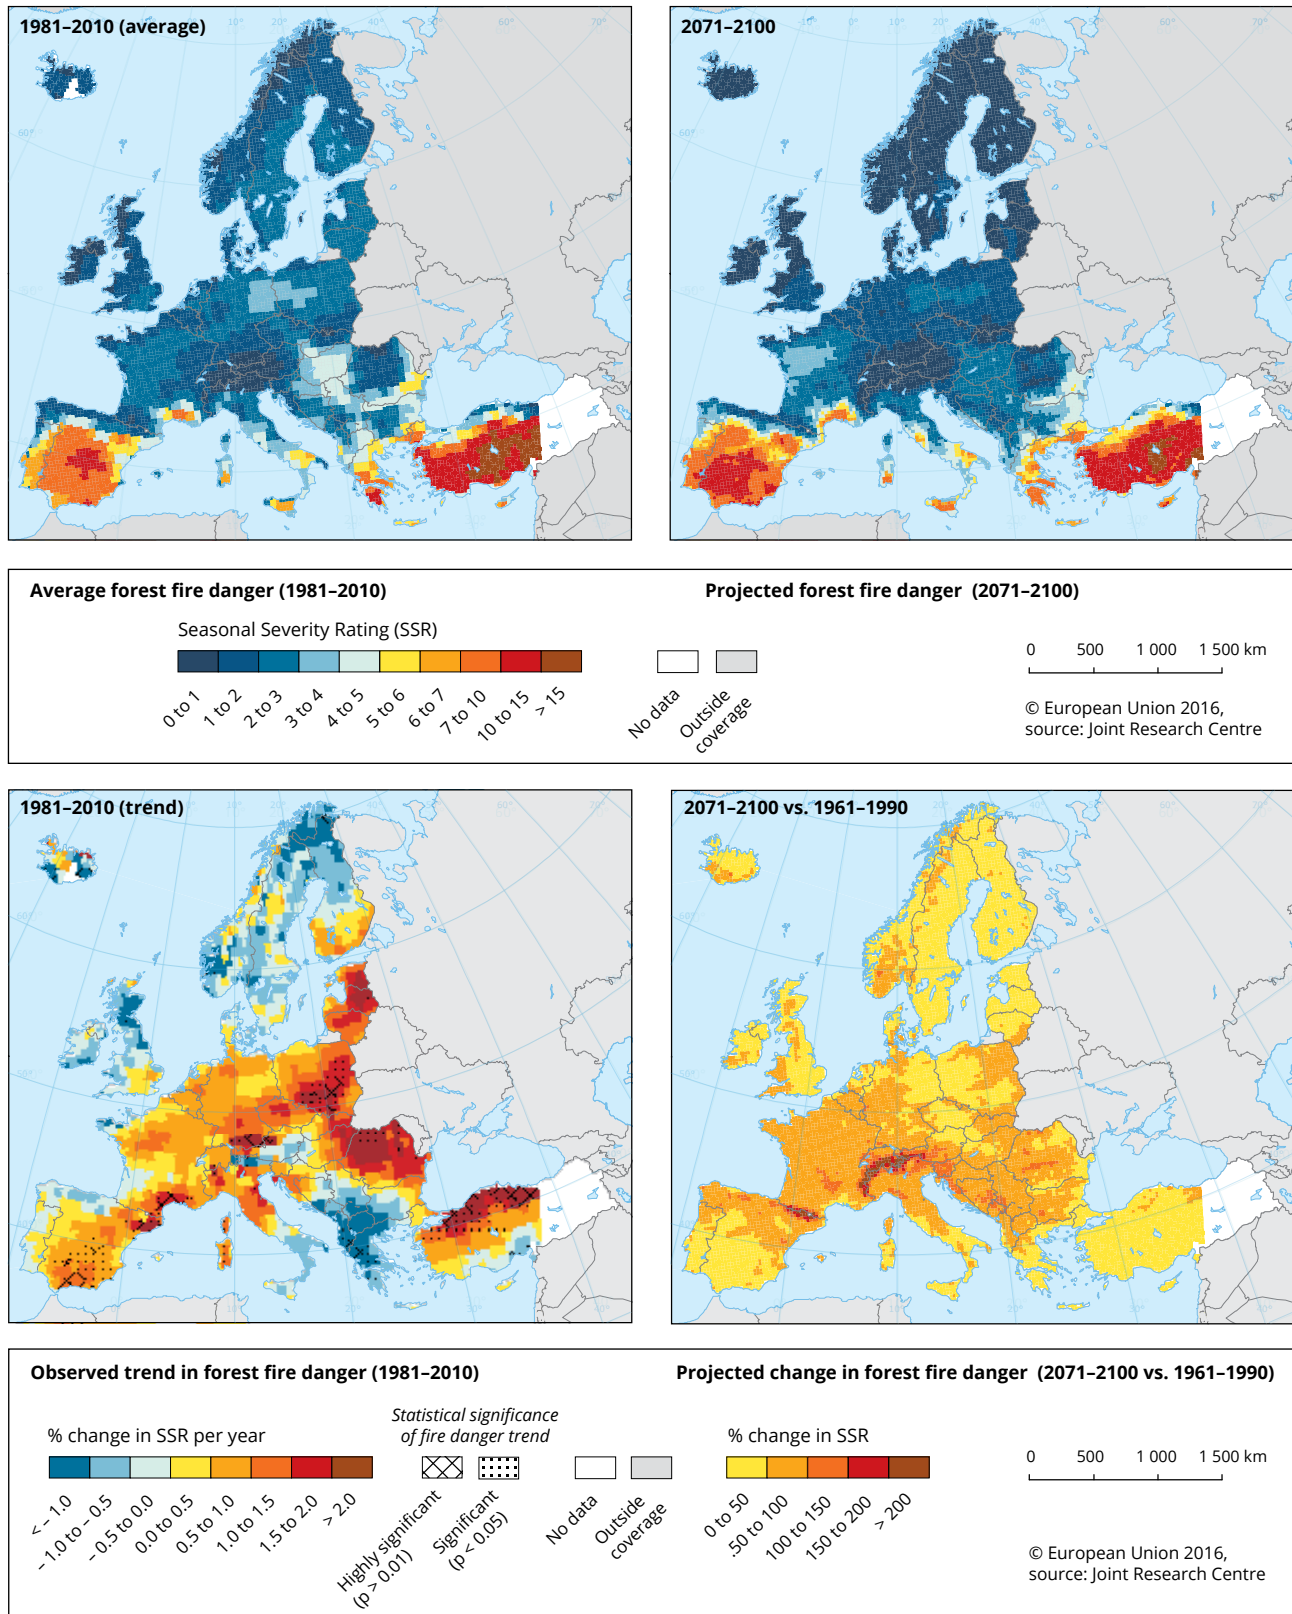 1981–2010 (average)
2071–2100
Average forest fire danger (1981–2010)
Projected forest fire danger (2071–2100)
Seasonal Severity Rating (SSR)
0 to 1
1 to 2
2 to 3
3 to 4
4 to 5
5 to 6
6 to 7
7 to 10
10 to 15
> 15
No data
Outside
coverage
0 500 1 000 1 500 km
© European Union 2016,
source: Joint Research Centre
1981–2010 (trend)
2071–2100 vs. 1961–1990
Observed trend in forest fire danger (1981–2010)
Projected change in forest fire danger (2071–2100 vs. 1961–1990)
% change in SSR per year
< – 1.0
– 1.0 to – 0.5
– 0.5 to 0.0
0.0 to 0.5
0.5 to 1.0
1.0 to 1.5
1.5 to 2.0
> 2.0
Statistical significance
of fire danger trend
Highly significant
(p > 0.01)
Significant
(p < 0.05)
No data
Outside
coverage
% change in SSR
0 to 50
.50 to 100
100 to 150
150 to 200
> 200
0 500 1 000 1 500 km
© European Union 2016,
source: Joint Research Centre